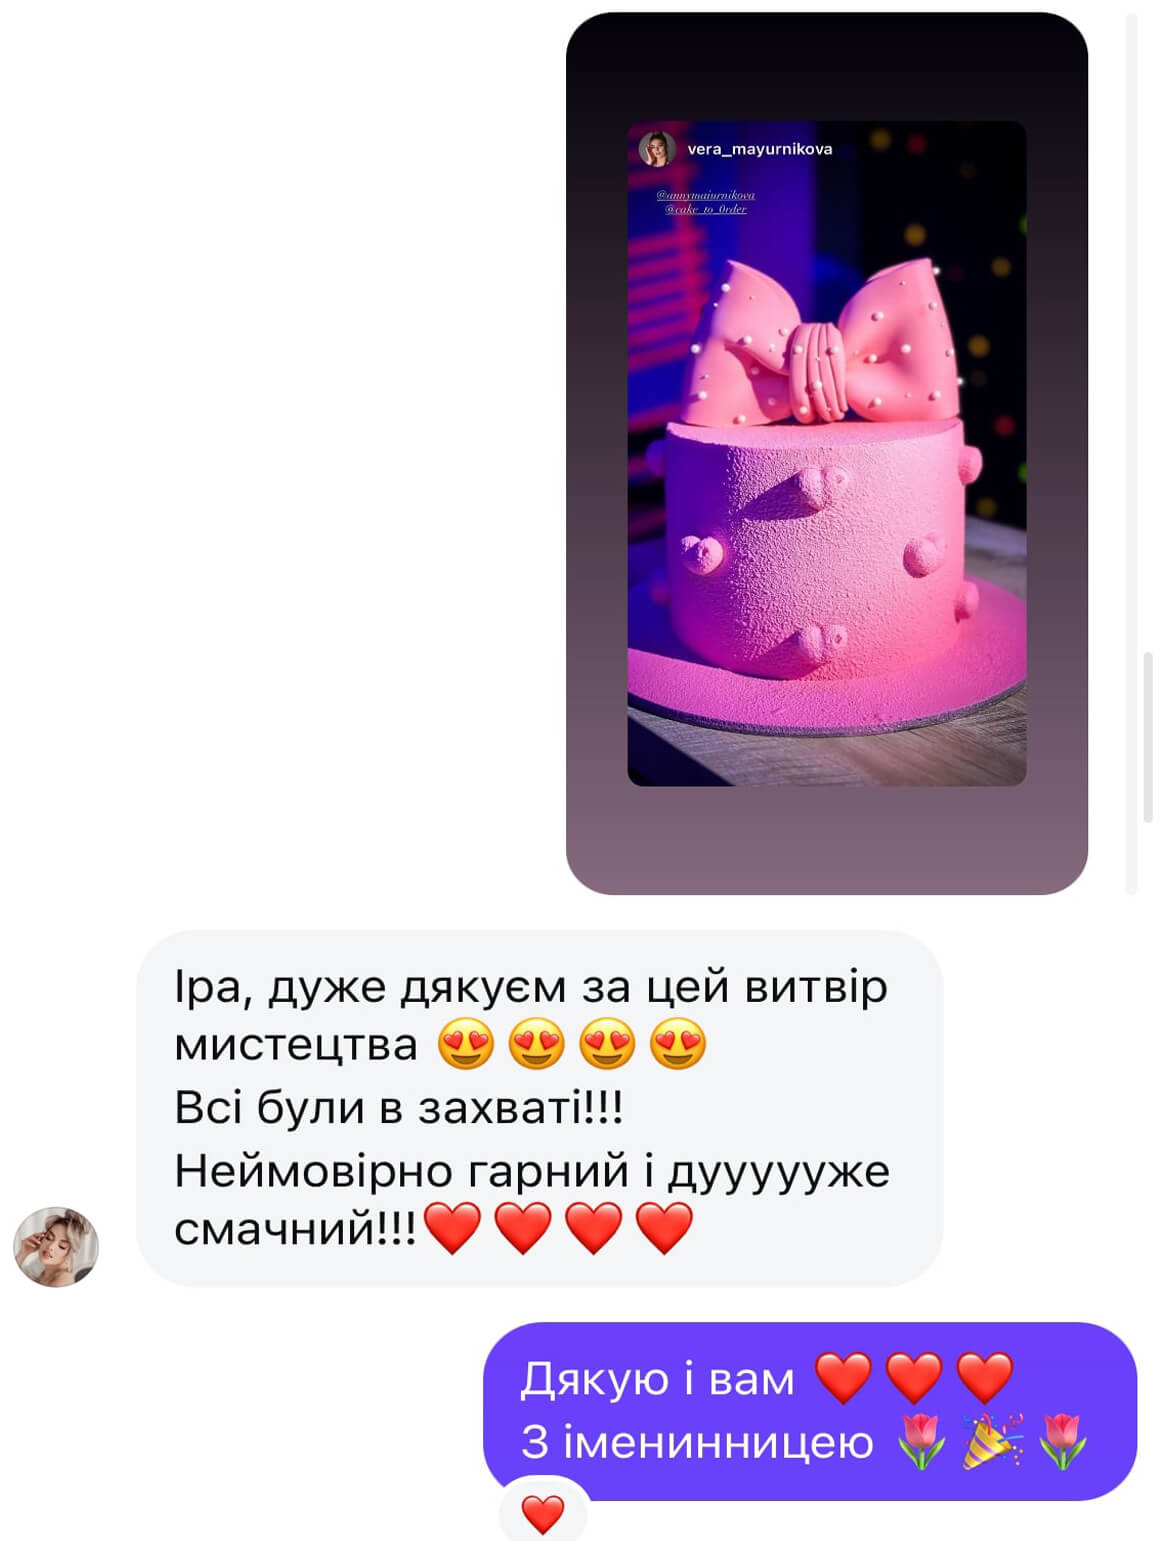 vera_mayurnikova
@annymaiurnikova
@cake_to_0rder
Іра, дуже дякуєм за цей витвір
мистецтва 😍😍😍😍
Всі були в захваті!!!
Неймовірно гарний і дуууууже
смачний!!!❤️❤️❤️❤️
Дякую і вам ❤️❤️❤️
З іменинницею 🌷🎉🌷
❤️